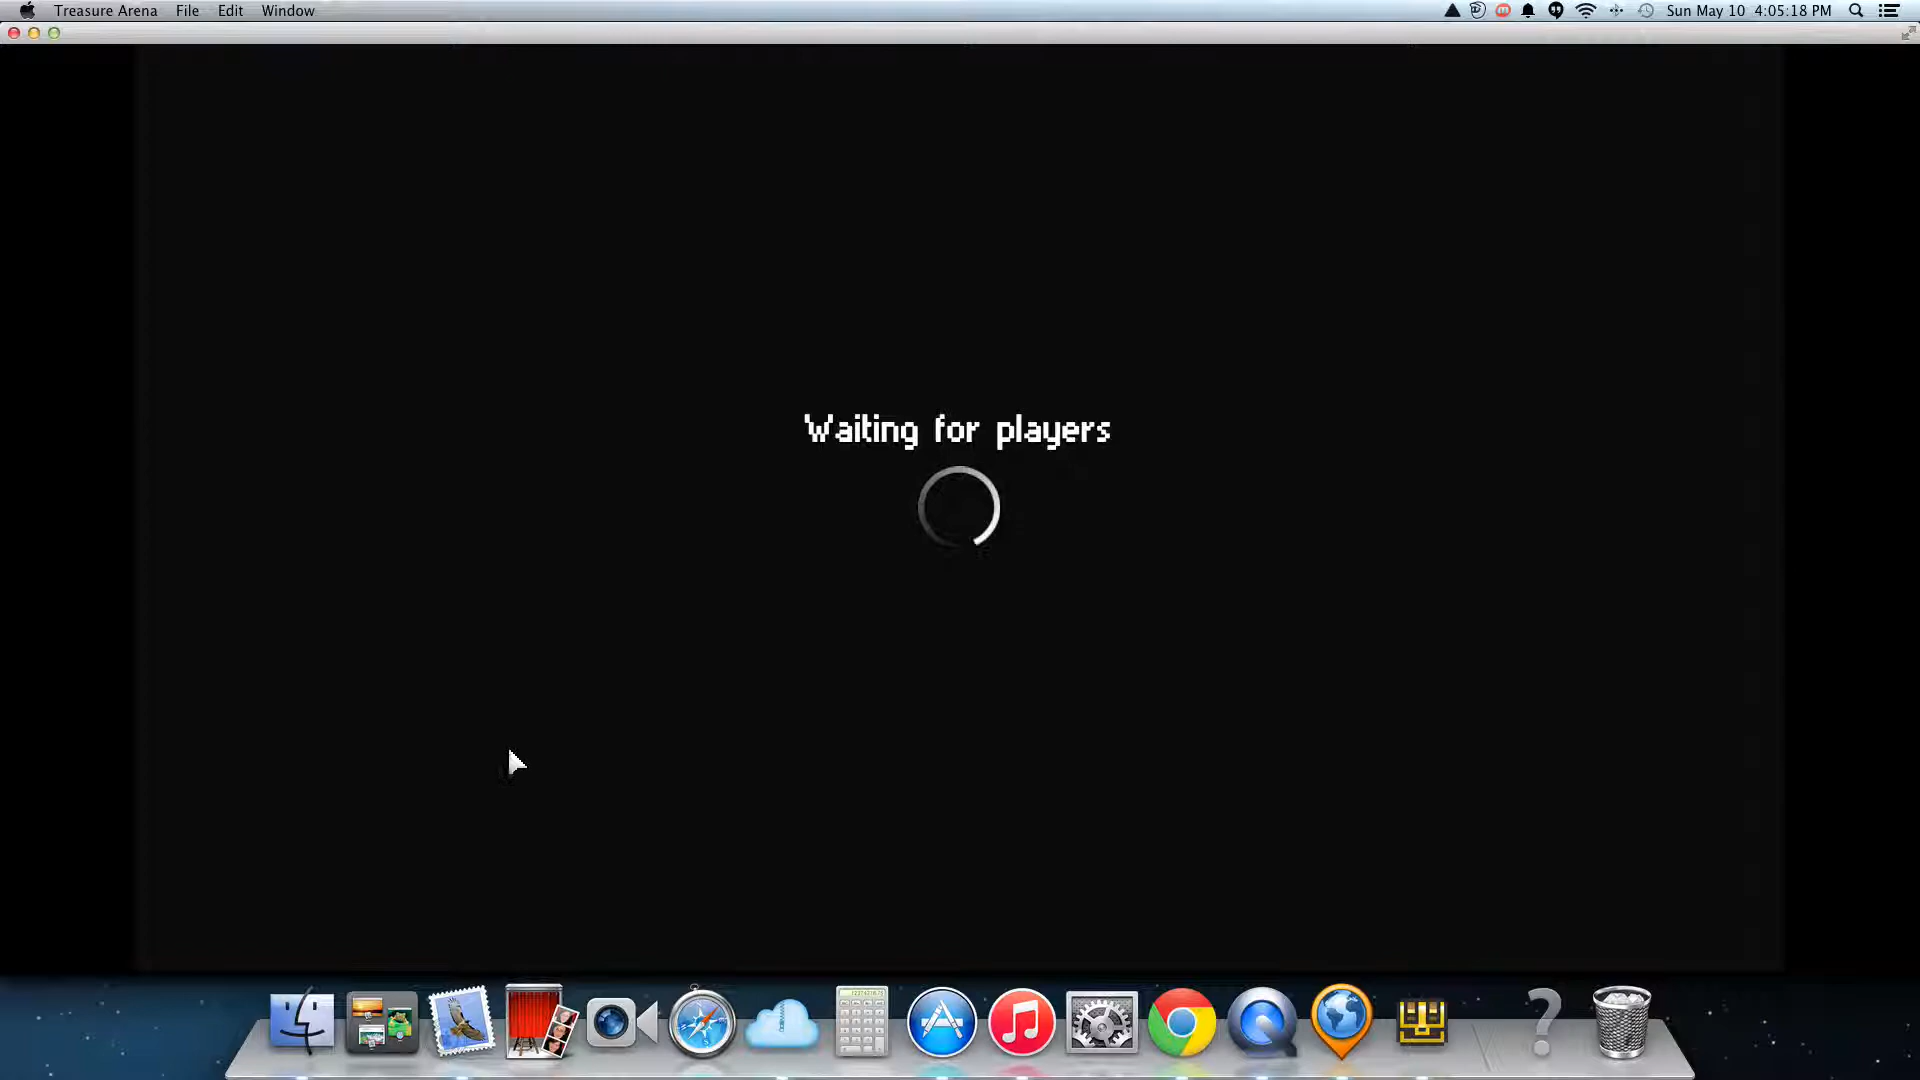 Treasure Arena File Edit Window Sun May 10 4:05:18 PM
Waiting for players